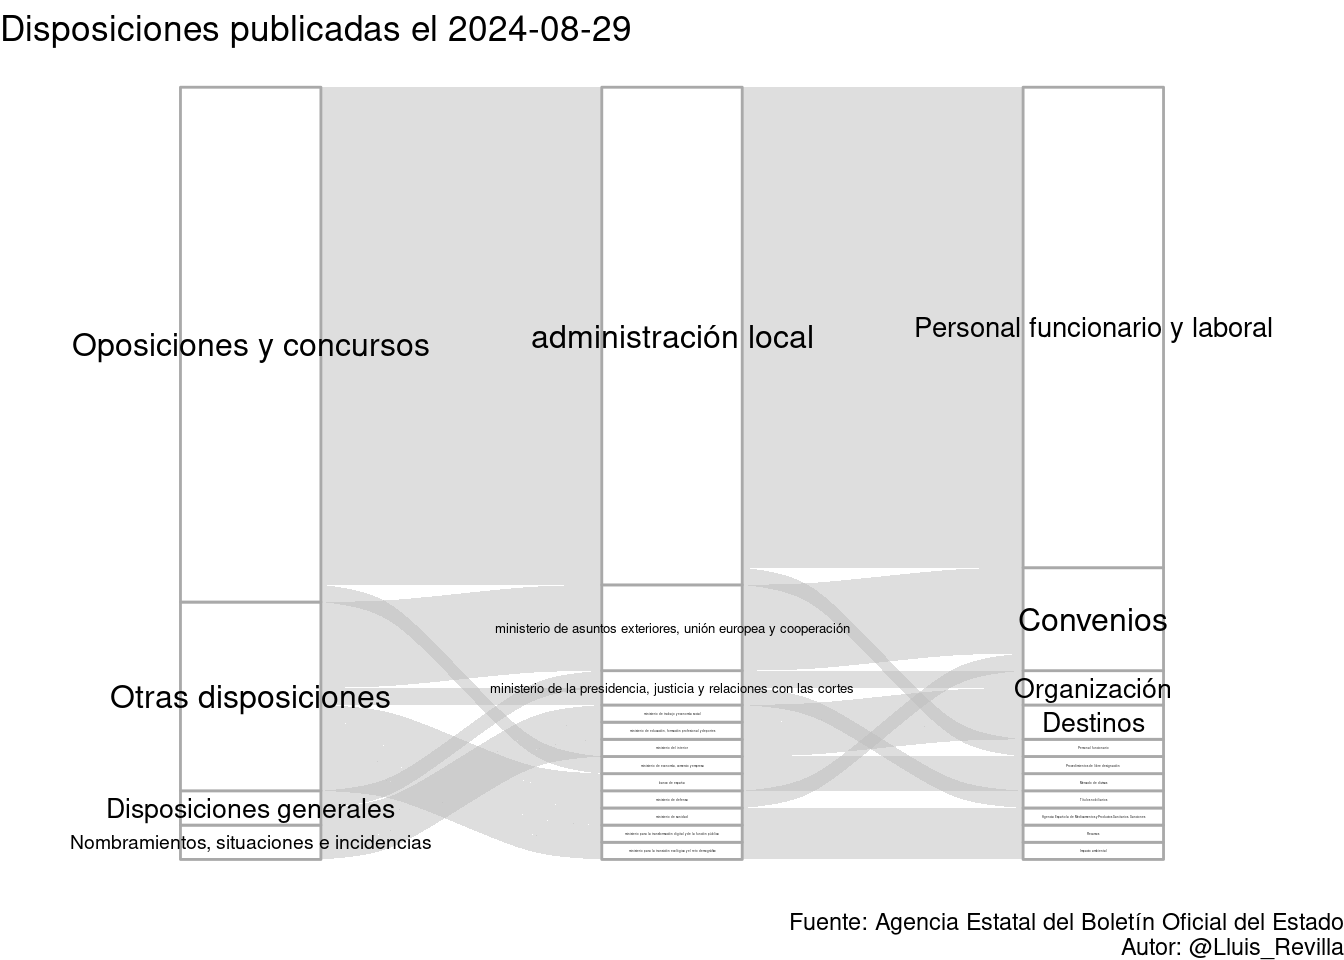 Disposiciones publicadas el 2024-08-29
Oposiciones y concursos
Otras disposiciones
Disposiciones generales
Nombramientos, situaciones e incidencias
administración local
ministerio de asuntos exteriores, unión europea y cooperación
ministerio de la presidencia, justicia y relaciones con las cortes
ministerio de trabajo y economía social
ministerio de educación, formación profesional y deportes
ministerio del interior
ministerio de economía, comercio y empresa
banco de españa
ministerio de defensa
ministerio de sanidad
ministerio para la transformación digital y de la función pública
ministerio para la transición ecológica y el reto demográfico
Personal funcionario y laboral
Convenios
Organización
Destinos
Personal funcionario
Procedimientos de libre designación
Mercado de divisas
Títulos nobiliarios
Agencia Española de Medicamentos y Productos Sanitarios.
Recursos
Impacto ambiental
Fuente: Agencia Estatal del Boletín Oficial del Estado
Autor: @Lluis_Revilla